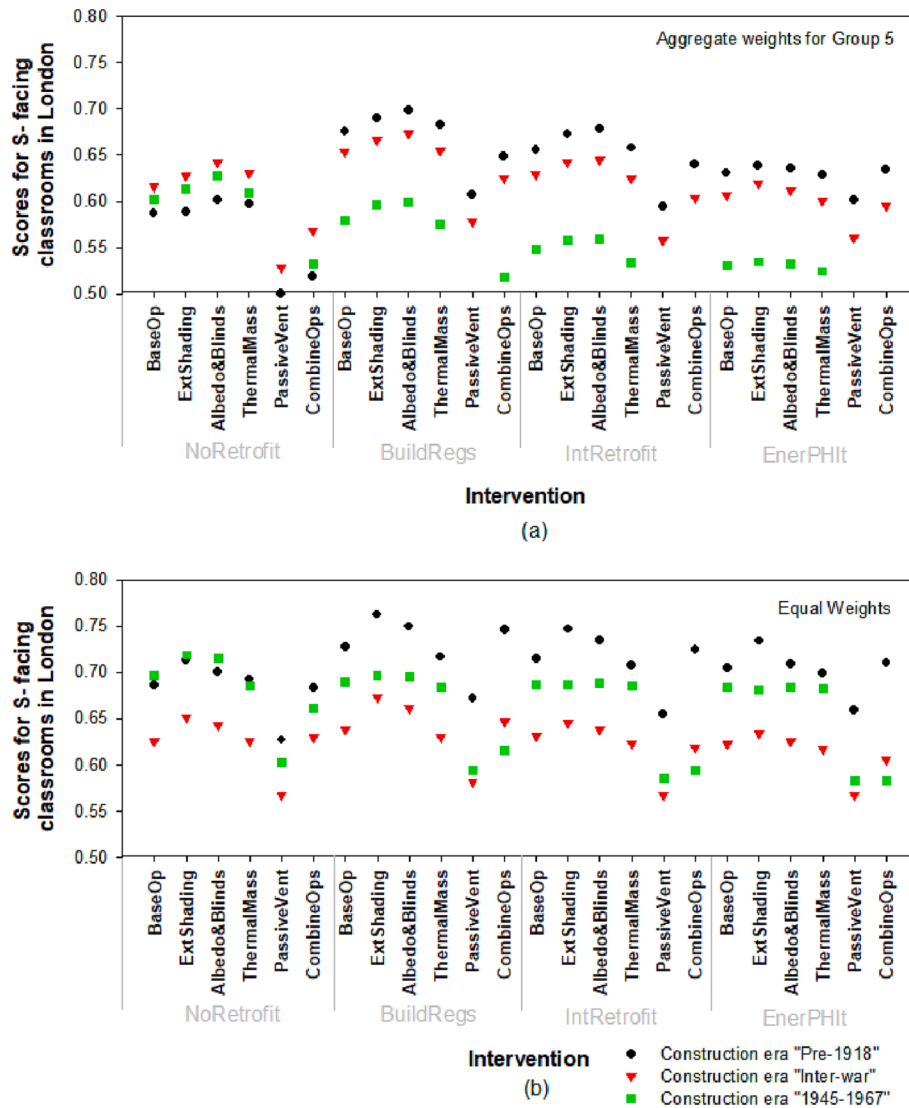 Aggregate weights for Group 5
Scores for S- facing
classrooms in London
0.80
0.75
0.70
0.65
0.60
0.55
0.50
BaseOp
ExtShading
Albedo&Blinds
ThermalMass
PassiveVent
CombineOps
BaseOp
ExtShading
Albedo&Blinds
ThermalMass
PassiveVent
CombineOps
BaseOp
ExtShading
Albedo&Blinds
ThermalMass
PassiveVent
CombineOps
BaseOp
ExtShading
Albedo&Blinds
ThermalMass
PassiveVent
CombineOps
NoRetrofit
BuildRegs
IntRetrofit
EnerPHIt
Intervention
(a)
Equal Weights
Scores for S- facing
classrooms in London
0.80
0.75
0.70
0.65
0.60
0.55
0.50
BaseOp
ExtShading
Albedo&Blinds
ThermalMass
PassiveVent
CombineOps
BaseOp
ExtShading
Albedo&Blinds
ThermalMass
PassiveVent
CombineOps
BaseOp
ExtShading
Albedo&Blinds
ThermalMass
PassiveVent
CombineOps
BaseOp
ExtShading
Albedo&Blinds
ThermalMass
PassiveVent
CombineOps
NoRetrofit
BuildRegs
IntRetrofit
EnerPHIt
Intervention
(b)
Construction era "Pre-1918"
Construction era "Inter-war"
Construction era "1945-1967"